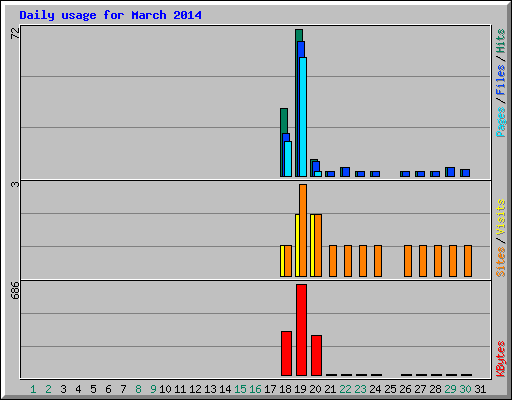 Daily usage for March 2014
72
Pages / Files / Hits
3
Sites / Visits
686
KBytes
1 2 3 4 5 6 7 8 9 10 11 12 13 14 15 16 17 18 19 20 21 22 23 24 25 26 27 28 29 30 31